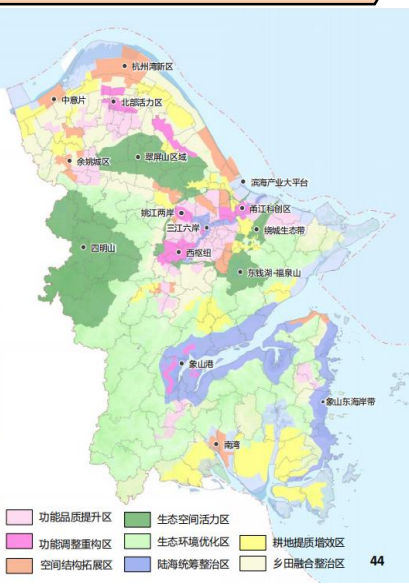 杭州湾新区
中意片
北部活力区
余姚城区
翠屏山区域
滨海产业大平台
姚江两岸
甬江科创区
三江六岸
绕城生态带
四明山
西枢纽
东钱湖-福泉山
象山港
象山东海岸带
南湾
功能品质提升区
生态空间活力区
功能调整重构区
生态环境优化区
耕地提质增效区
空间结构拓展区
陆海统筹整治区
乡田融合整治区
44